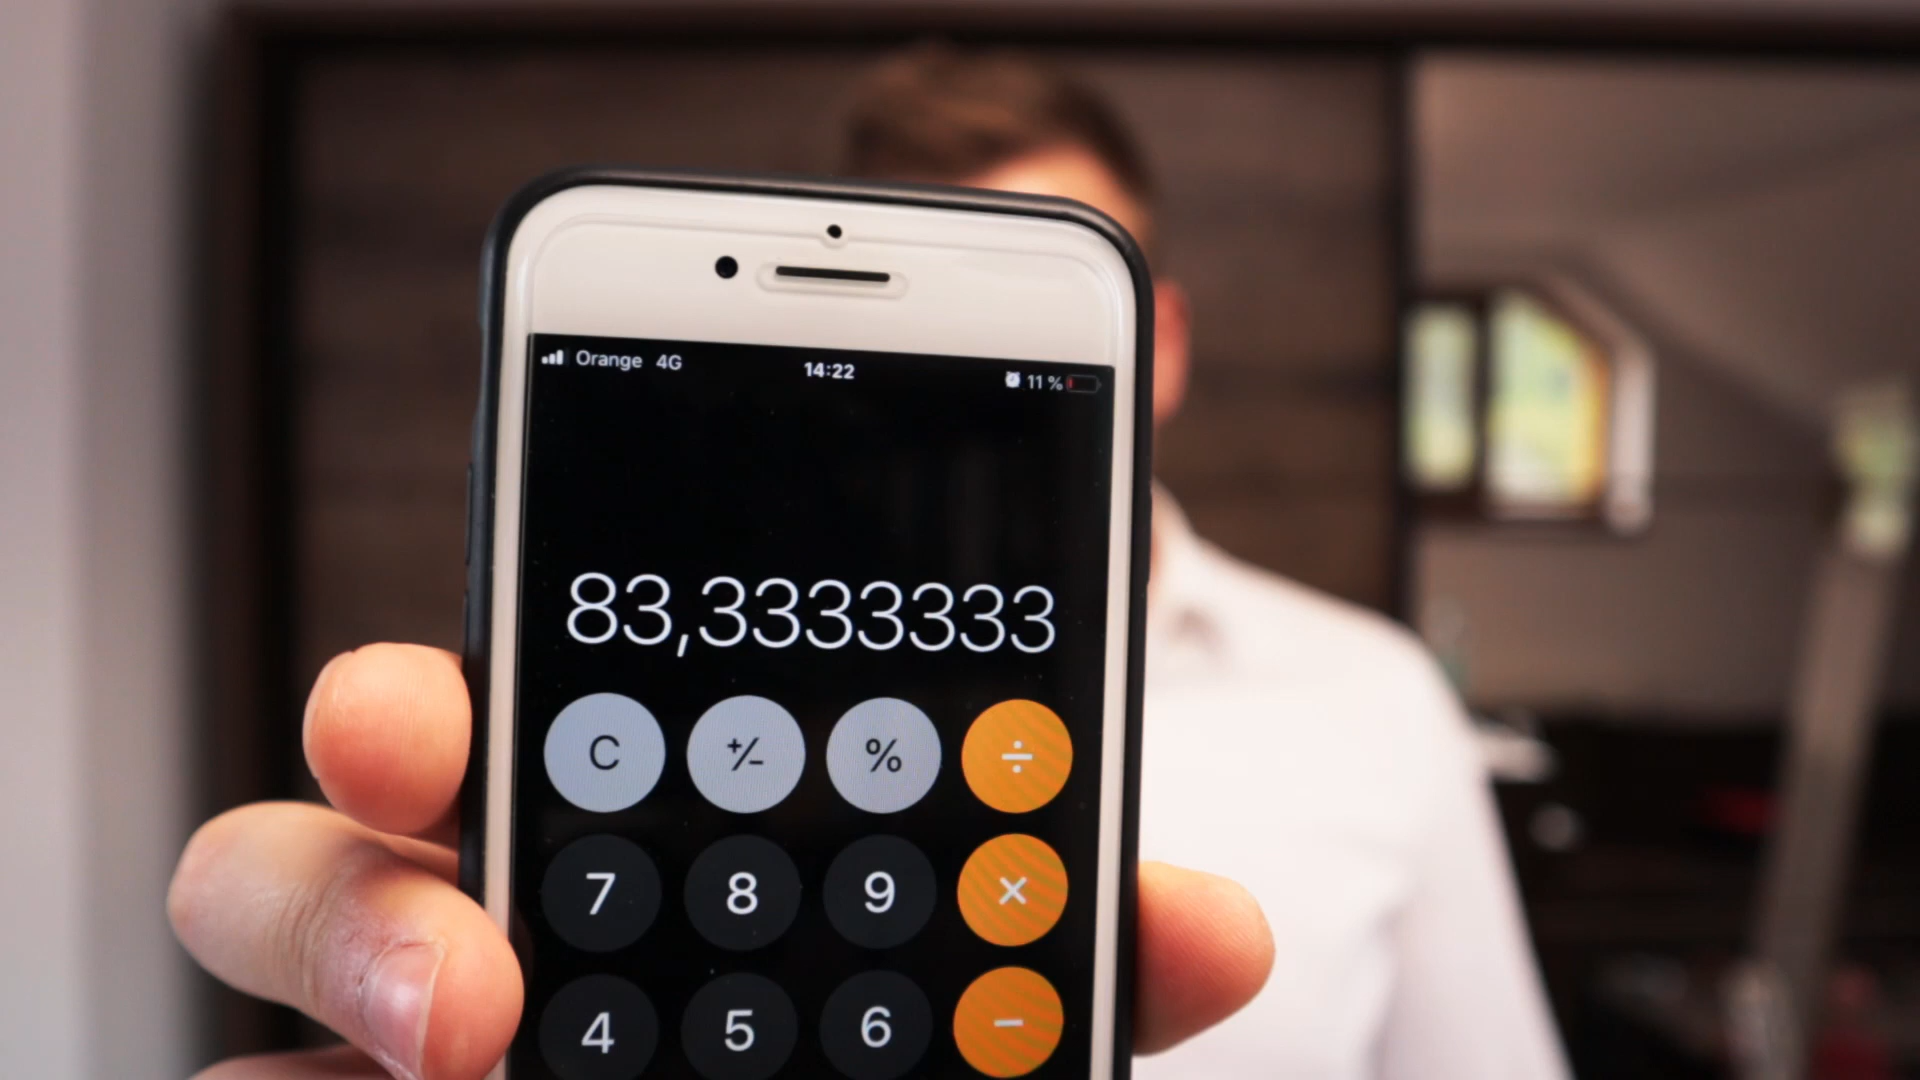 Orange 4G 14:22 11 %
83,3333333
C +/- % ÷
7 8 9 ×
4 5 6 −